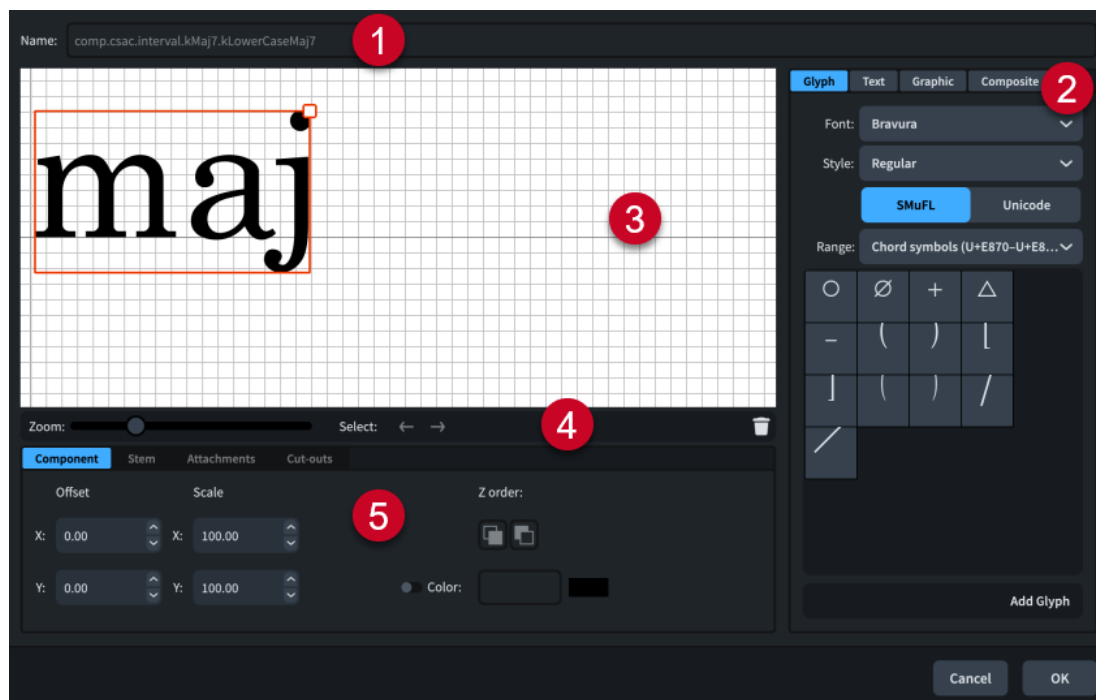 Name: comp.csac.interval.kMaj7.kLowerCaseMaj7
1
Glyph Text Graphic Composite
2
maj
Font: Bravura
Style: Regular
SMuFL Unicode
3
Range: Chord symbols (U+E870–U+E8...
○ Ø + △
– ( ) [
] ( ) /
/
Zoom: Select: ← →
4
Component Stem Attachments Cut-outs
Offset Scale Z order:
5
X: 0.00 X: 100.00
Y: 0.00 Y: 100.00 Color:
Add Glyph
Cancel OK